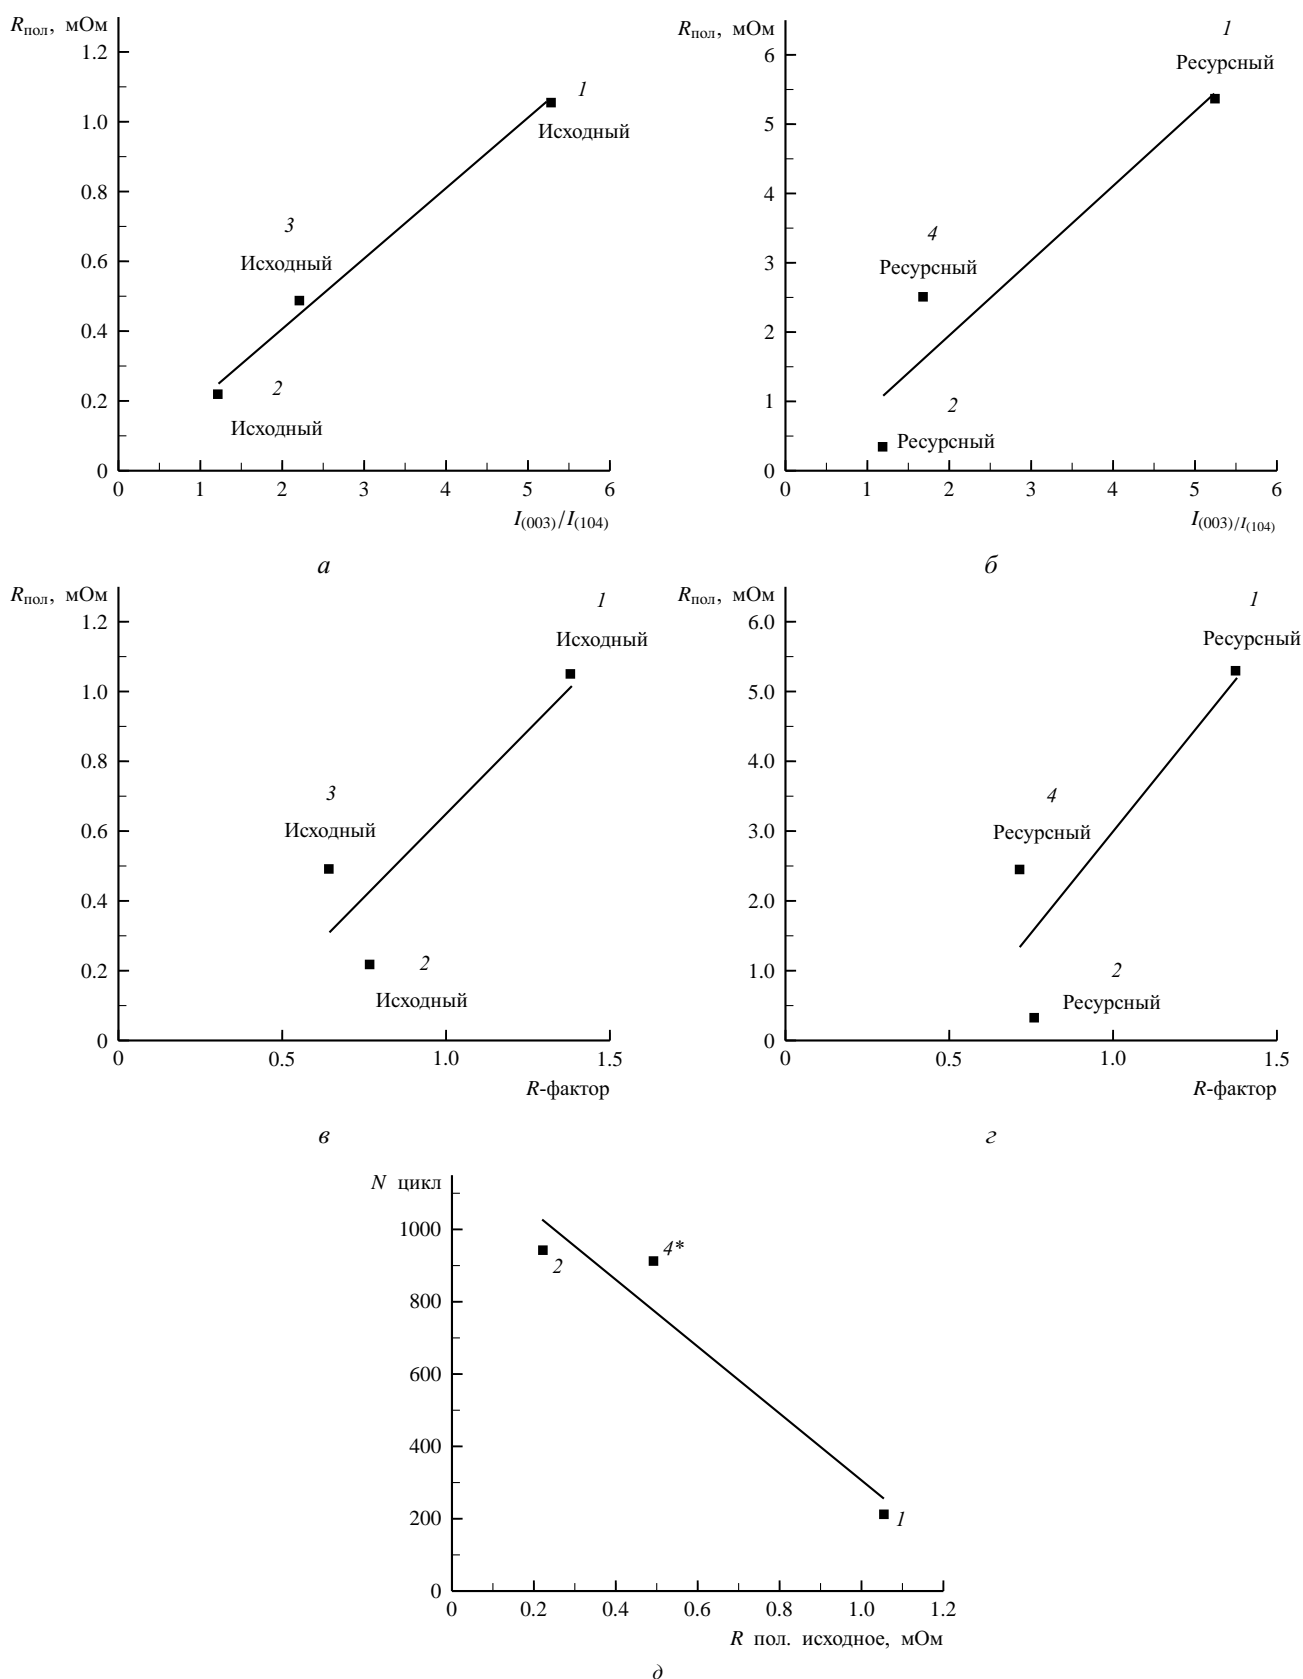 R пол, мОм
1.2
1.0
0.8
0.6
0.4
0.2
0
1
Исходный
3
Исходный
2
Исходный
0 1 2 3 4 5 6
I(003)/I(104)
а
R пол, мОм
6
5
4
3
2
1
0
1
Ресурсный
4
Ресурсный
2
Ресурсный
0 1 2 3 4 5 6
I(003)/I(104)
б
R пол, мОм
1.2
1.0
0.8
0.6
0.4
0.2
0
1
Исходный
3
Исходный
2
Исходный
0 0.5 1.0 1.5
R-фактор
в
R пол, мОм
6.0
5.0
4.0
3.0
2.0
1.0
0
1
Ресурсный
4
Ресурсный
2
Ресурсный
0 0.5 1.0 1.5
R-фактор
г
N цикл
1000
800
600
400
200
0
2
4*
1
0 0.2 0.4 0.6 0.8 1.0 1.2
R пол. исходное, мОм
д